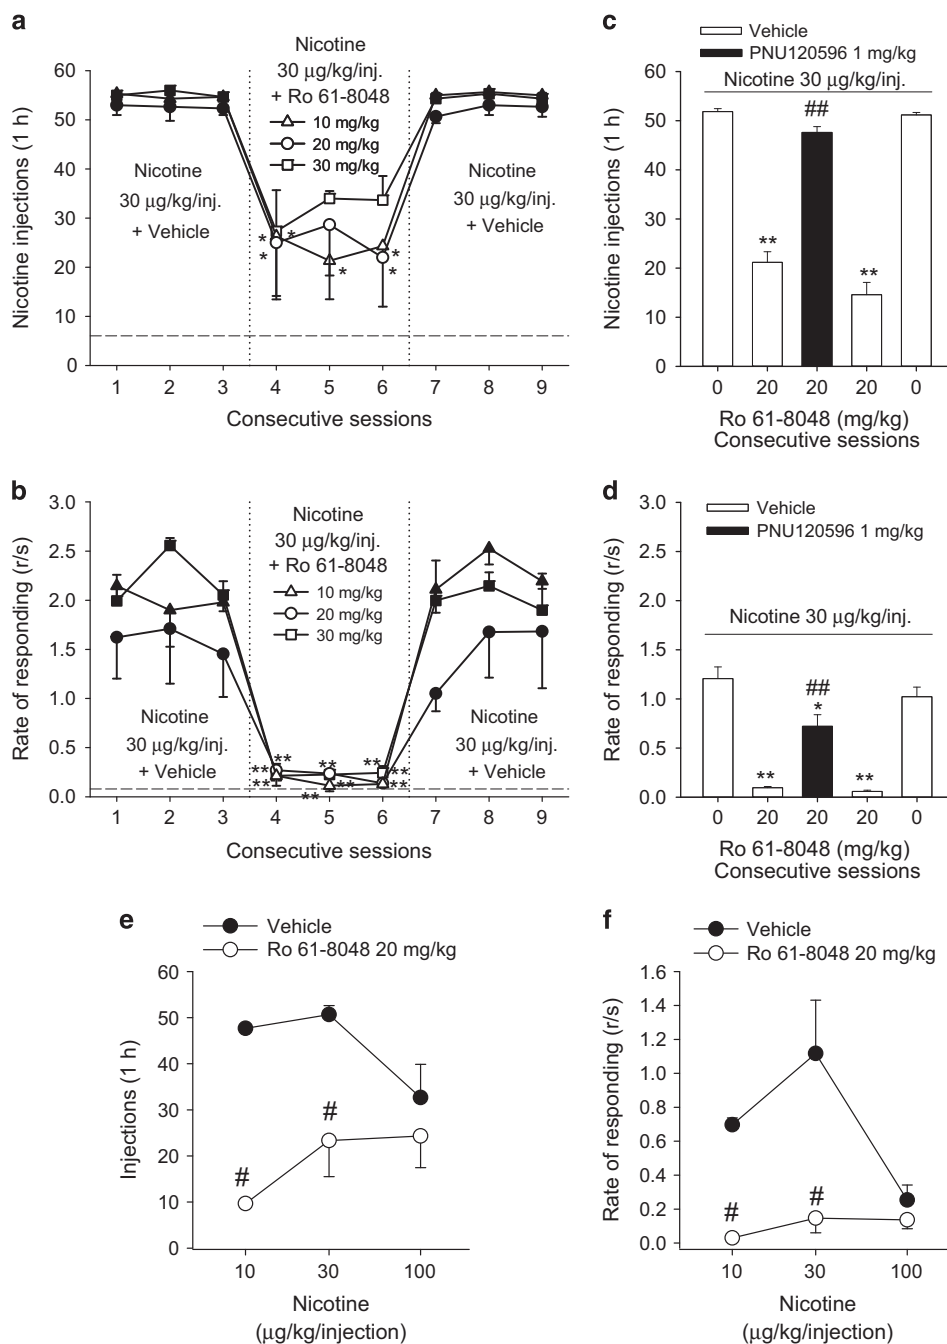 a
Nicotine
30 µg/kg/inj.
+ Ro 61-8048
10 mg/kg
20 mg/kg
30 mg/kg
Nicotine injections (1 h)
60
50
40
30
20
10
0
Nicotine
30 µg/kg/inj.
+ Vehicle
Nicotine
30 µg/kg/inj.
+ Vehicle
*
*
*
*
*
*
1 2 3 4 5 6 7 8 9
Consecutive sessions
c
Vehicle
PNU120596 1 mg/kg
Nicotine 30 µg/kg/inj.
Nicotine injections (1 h)
60
50
40
30
20
10
0
##
**
**
0 20 20 20 0
Ro 61-8048 (mg/kg)
Consecutive sessions
b
Nicotine
30 µg/kg/inj.
+ Ro 61-8048
10 mg/kg
20 mg/kg
30 mg/kg
Rate of responding (r/s)
3.0
2.5
2.0
1.5
1.0
0.5
0.0
Nicotine
30 µg/kg/inj.
+ Vehicle
Nicotine
30 µg/kg/inj.
+ Vehicle
**
**
**
**
**
**
**
**
**
1 2 3 4 5 6 7 8 9
Consecutive sessions
d
Vehicle
PNU120596 1 mg/kg
Nicotine 30 µg/kg/inj.
Rate of responding (r/s)
3.0
2.5
2.0
1.5
1.0
0.5
0.0
##
*
**
**
0 20 20 20 0
Ro 61-8048 (mg/kg)
Consecutive sessions
e
Vehicle
Ro 61-8048 20 mg/kg
Injections (1 h)
60
50
40
30
20
10
0
#
#
10 30 100
Nicotine
(µg/kg/injection)
f
Vehicle
Ro 61-8048 20 mg/kg
Rate of responding (r/s)
1.6
1.4
1.2
1.0
0.8
0.6
0.4
0.2
0.0
#
#
10 30 100
Nicotine
(µg/kg/injection)